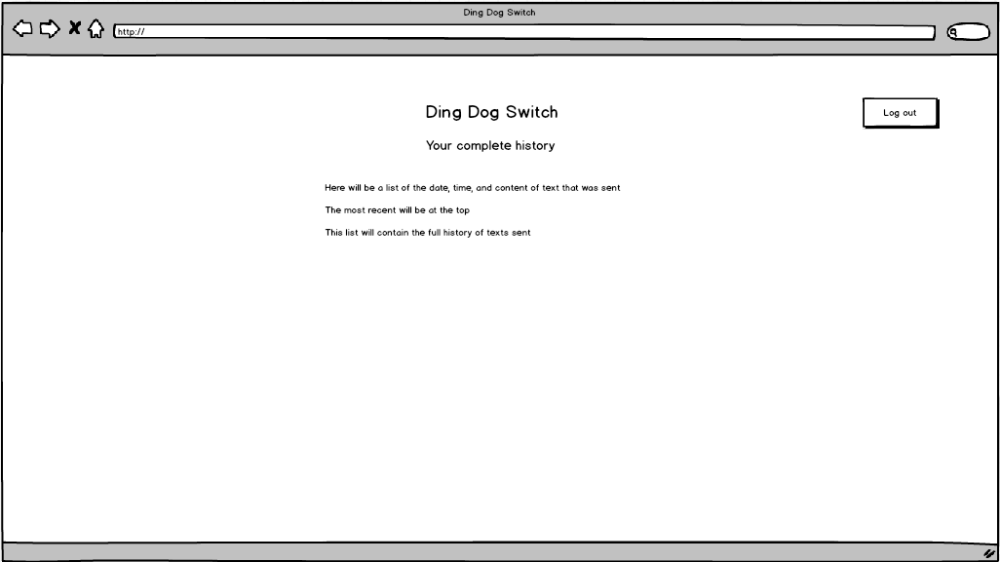 Ding Dog Switch
http://
Ding Dog Switch
Log out
Your complete history
Here will be a list of the date, time, and content of text that was sent
The most recent will be at the top
This list will contain the full history of texts sent